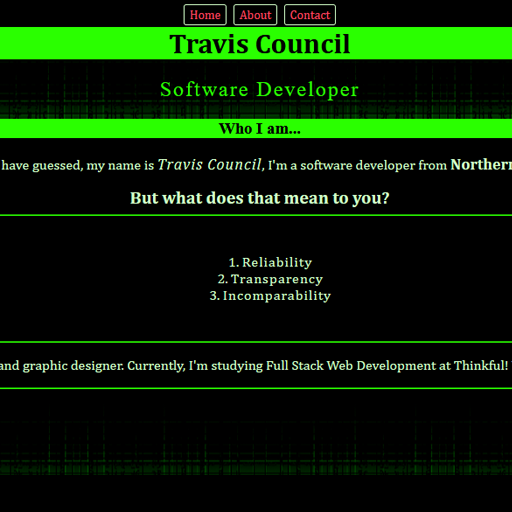 Home About Contact
Travis Council
Software Developer
Who I am...
have guessed, my name is Travis Council, I'm a software developer from Northern
But what does that mean to you?
1. Reliability
2. Transparency
3. Incomparability
and graphic designer. Currently, I'm studying Full Stack Web Development at Thinkful!